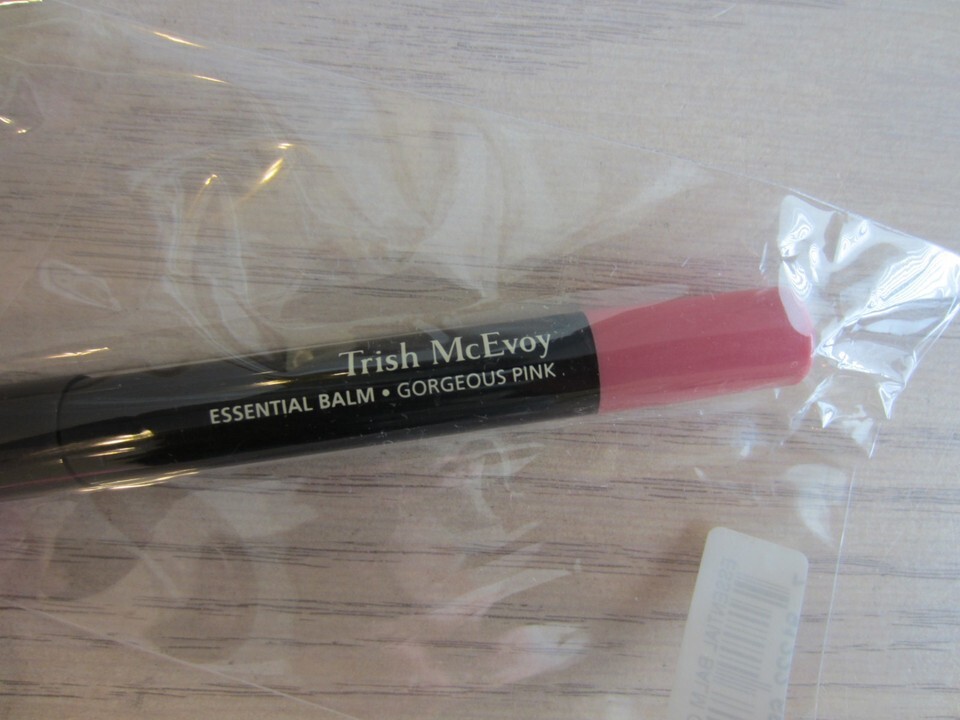 Trish McEvoy
ESSENTIAL BALM • GORGEOUS PINK